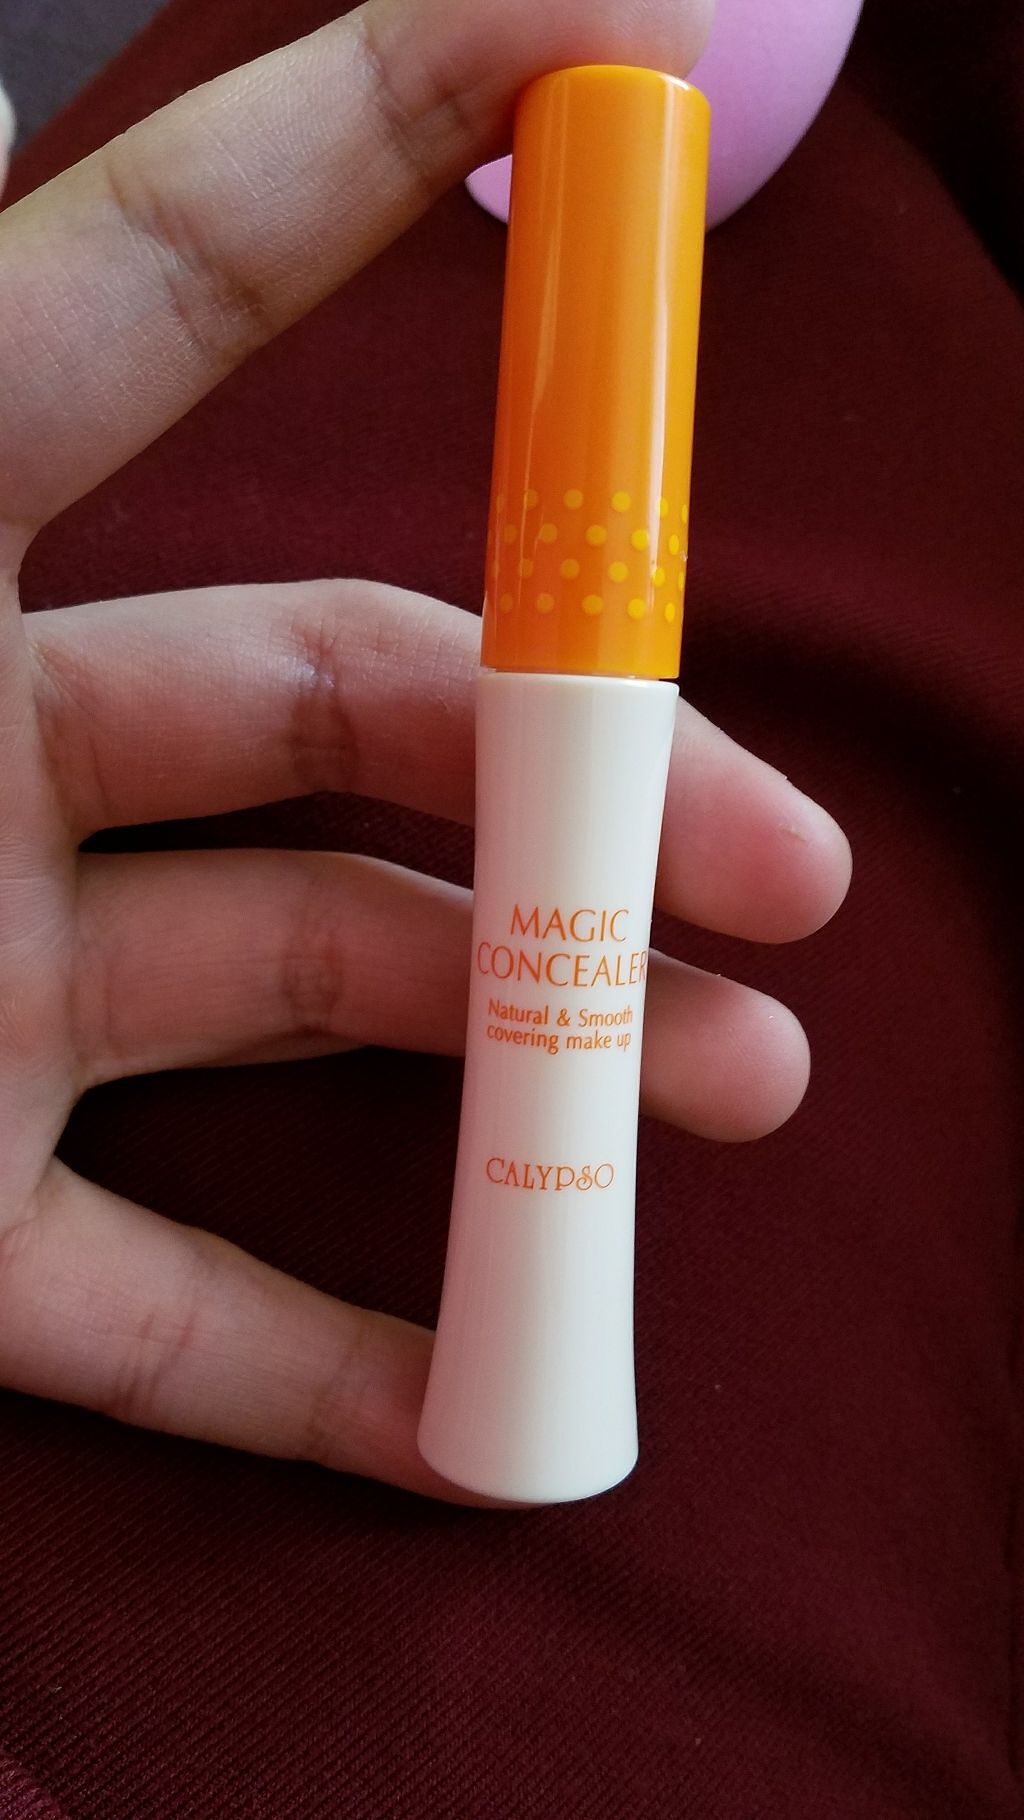 MAGIC
CONCEALER
Natural & Smooth
covering make up
CALYPSO